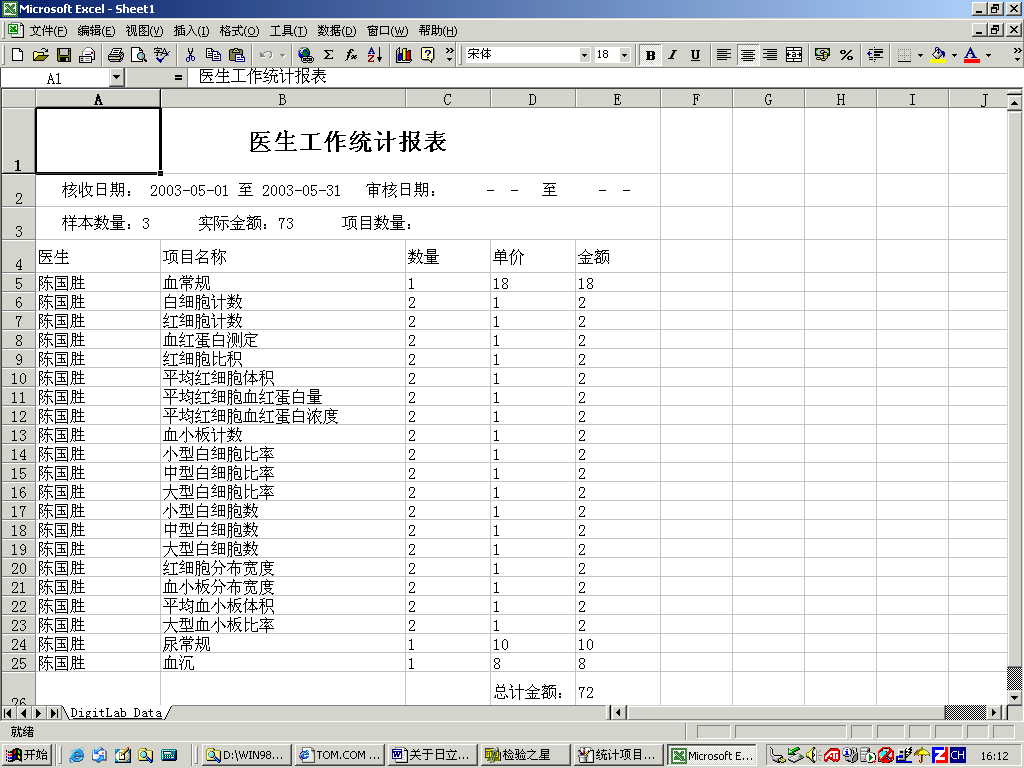 Microsoft Excel - Sheet1
文件(F) 编辑(E) 视图(V) 插入(I) 格式(O) 工具(T) 数据(D) 窗口(W) 帮助(H)
宋体 18 B I U
A1 = 医生工作统计报表
A B C D E F G H I J
1 医生工作统计报表
2 核收日期: 2003-05-01 至 2003-05-31 审核日期: - - 至 - -
3 样本数量:3 实际金额:73 项目数量:
4 医生 项目名称 数量 单价 金额
5 陈国胜 血常规 1 18 18
6 陈国胜 白细胞计数 2 1 2
7 陈国胜 红细胞计数 2 1 2
8 陈国胜 血红蛋白测定 2 1 2
9 陈国胜 红细胞比积 2 1 2
10 陈国胜 平均红细胞体积 2 1 2
11 陈国胜 平均红细胞血红蛋白量 2 1 2
12 陈国胜 平均红细胞血红蛋白浓度 2 1 2
13 陈国胜 血小板计数 2 1 2
14 陈国胜 小型白细胞比率 2 1 2
15 陈国胜 中型白细胞比率 2 1 2
16 陈国胜 大型白细胞比率 2 1 2
17 陈国胜 小型白细胞数 2 1 2
18 陈国胜 中型白细胞数 2 1 2
19 陈国胜 大型白细胞数 2 1 2
20 陈国胜 红细胞分布宽度 2 1 2
21 陈国胜 血小板分布宽度 2 1 2
22 陈国胜 平均血小板体积 2 1 2
23 陈国胜 大型血小板比率 2 1 2
24 陈国胜 尿常规 1 10 10
25 陈国胜 血沉 1 8 8
26 总计金额: 72
DigitLab Data
就绪
开始 D:\WIN98... TOM.COM ... 关于日立... 检验之星 统计项目... Microsoft E... CH 16:12